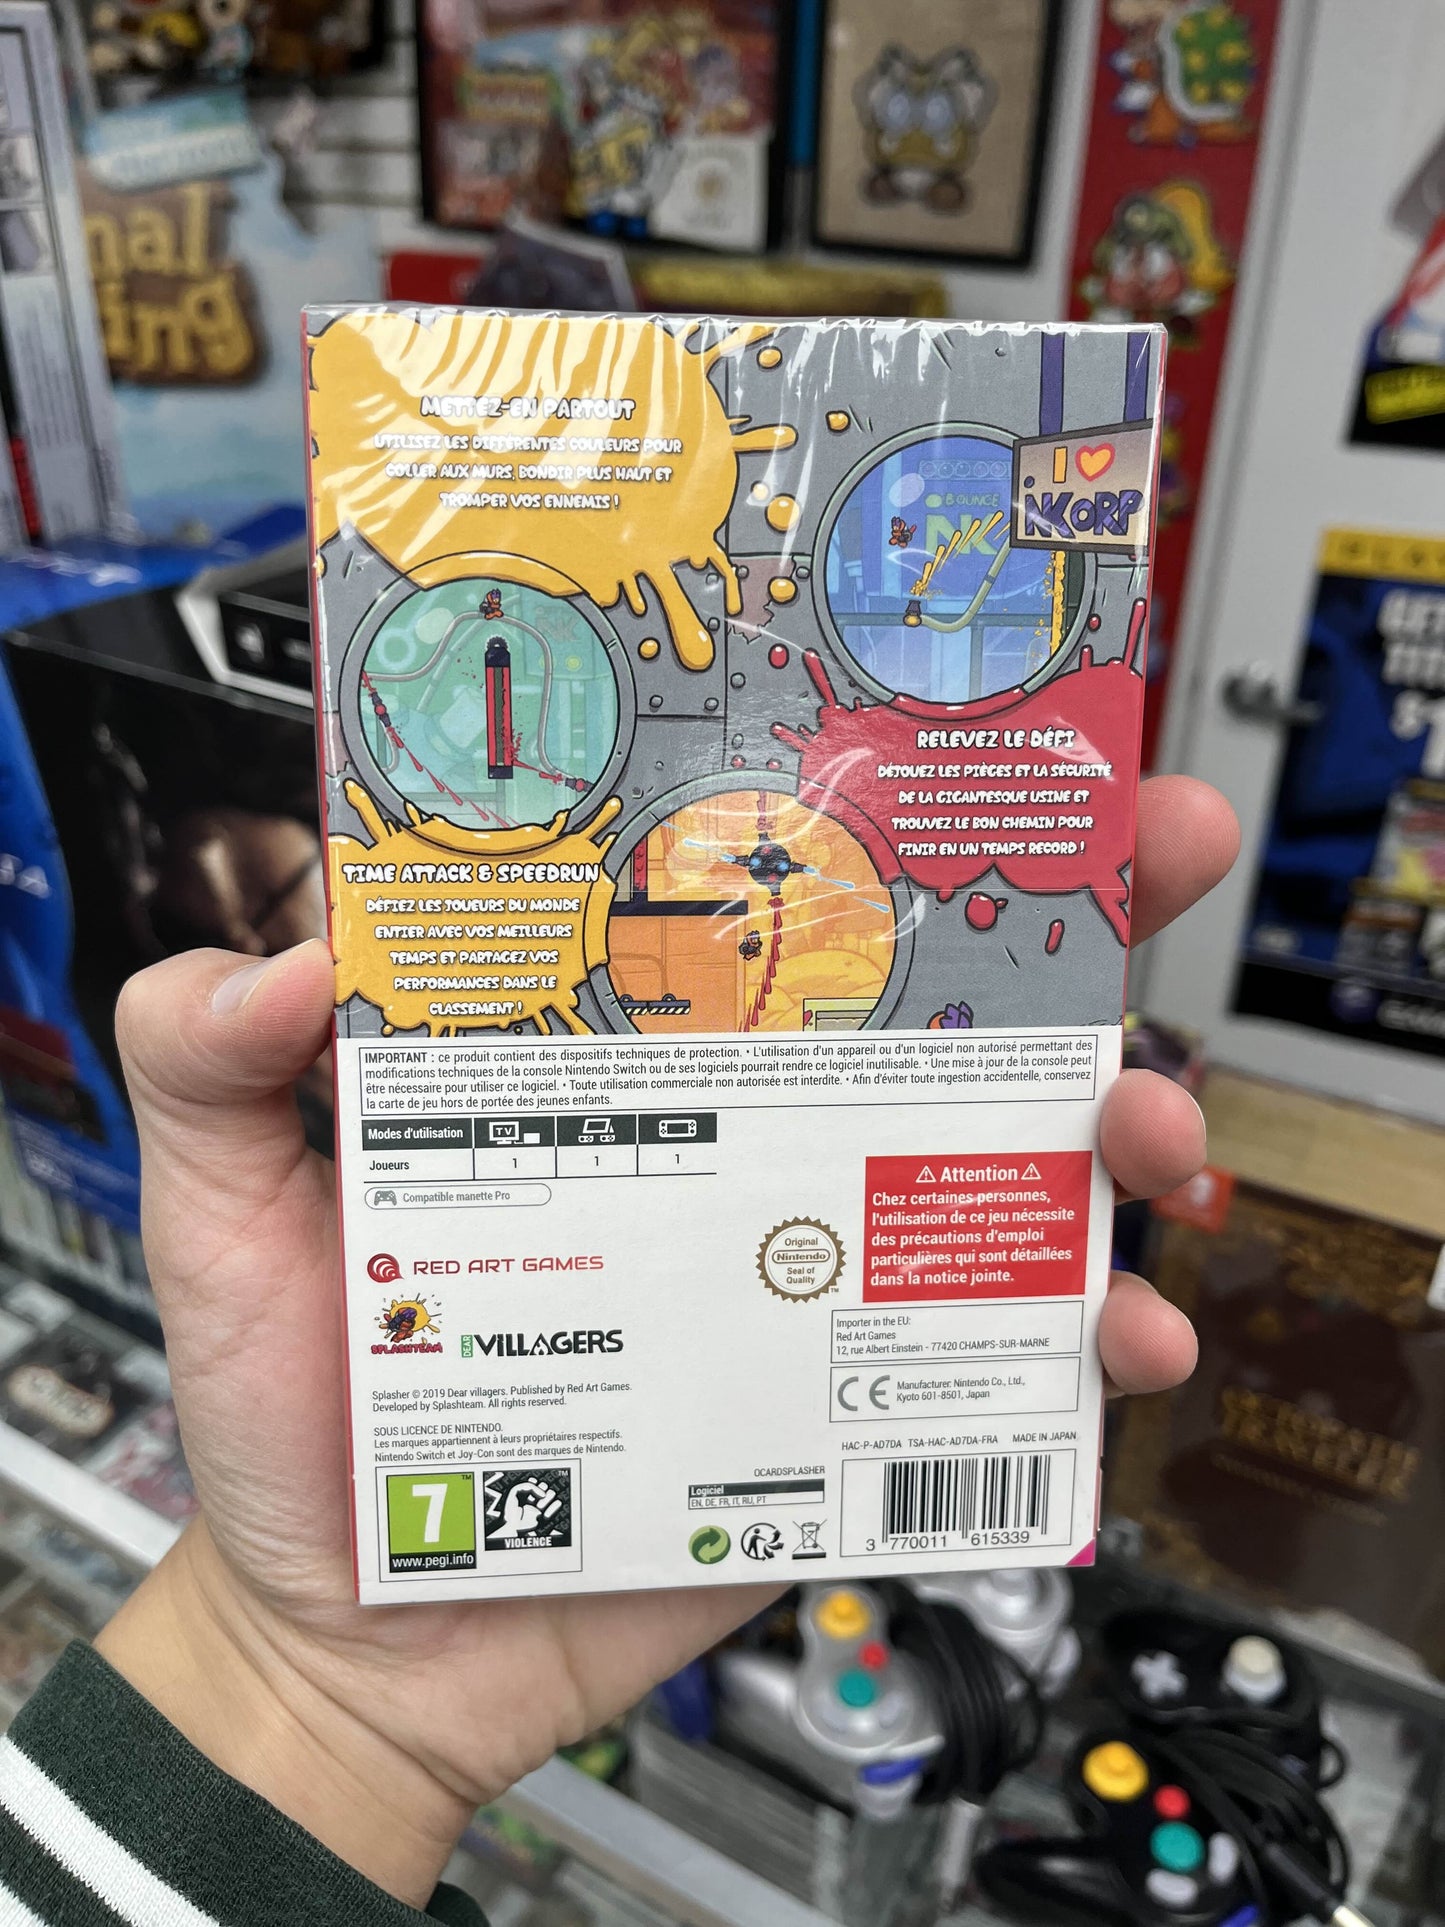 nal
ing
METTEZ-EN PARTOUT
UTILISEZ LES DIFFÉRENTES COULEURS POUR
COLLER AUX MURS, BONDIR PLUS HAUT ET
TROMPER VOS ENNEMIS !
I ♥
iNKORP
BOUNCE
iNK
RELEVEZ LE DÉFI
DÉJOUEZ LES PIÈGES ET LA SÉCURITÉ
DE LA GIGANTESQUE USINE ET
TROUVEZ LE BON CHEMIN POUR
FINIR EN UN TEMPS RECORD !
TIME ATTACK & SPEEDRUN
DÉFIEZ LES JOUEURS DU MONDE
ENTIER AVEC VOS MEILLEURS
TEMPS ET PARTAGEZ VOS
PERFORMANCES DANS LE
CLASSEMENT !
IMPORTANT : ce produit contient des dispositifs techniques de protection. • L'utilisation d'un appareil ou d'un logiciel non autorisé permettant des
modifications techniques de la console Nintendo Switch ou de ses logiciels pourrait rendre ce logiciel inutilisable. • Une mise à jour de la console peut
être nécessaire pour utiliser ce logiciel. • Toute utilisation commerciale non autorisée est interdite. • Afin d'éviter toute ingestion accidentelle, conservez
la carte de jeu hors de portée des jeunes enfants.
Modes d'utilisation TV
Joueurs 1 1 1
Compatible manette Pro
⚠ Attention ⚠
Chez certaines personnes,
l'utilisation de ce jeu nécessite
des précautions d'emploi
particulières qui sont détaillées
dans la notice jointe.
RED ART GAMES
Original
Nintendo
Seal of
Quality
TM
SPLASHTEAM
DEAR VILLAGERS
Importer in the EU:
Red Art Games
12, rue Albert Einstein - 77420 CHAMPS-SUR-MARNE
CE Manufacturer: Nintendo Co., Ltd.,
Kyoto 601-8501, Japan
Splasher © 2019 Dear villagers. Published by Red Art Games.
Developed by Splashteam. All rights reserved.
SOUS LICENCE DE NINTENDO.
Les marques appartiennent à leurs propriétaires respectifs.
Nintendo Switch et Joy-Con sont des marques de Nintendo.
HAC-P-AD7DA TSA-HAC-AD7DA-FRA MADE IN JAPAN
7
TM
www.pegi.info
TM
VIOLENCE
OCARDSPLASHER
Logiciel
EN, DE, FR, IT, RU, PT
3 770011 615339
OCTOPATH
TRAVELER